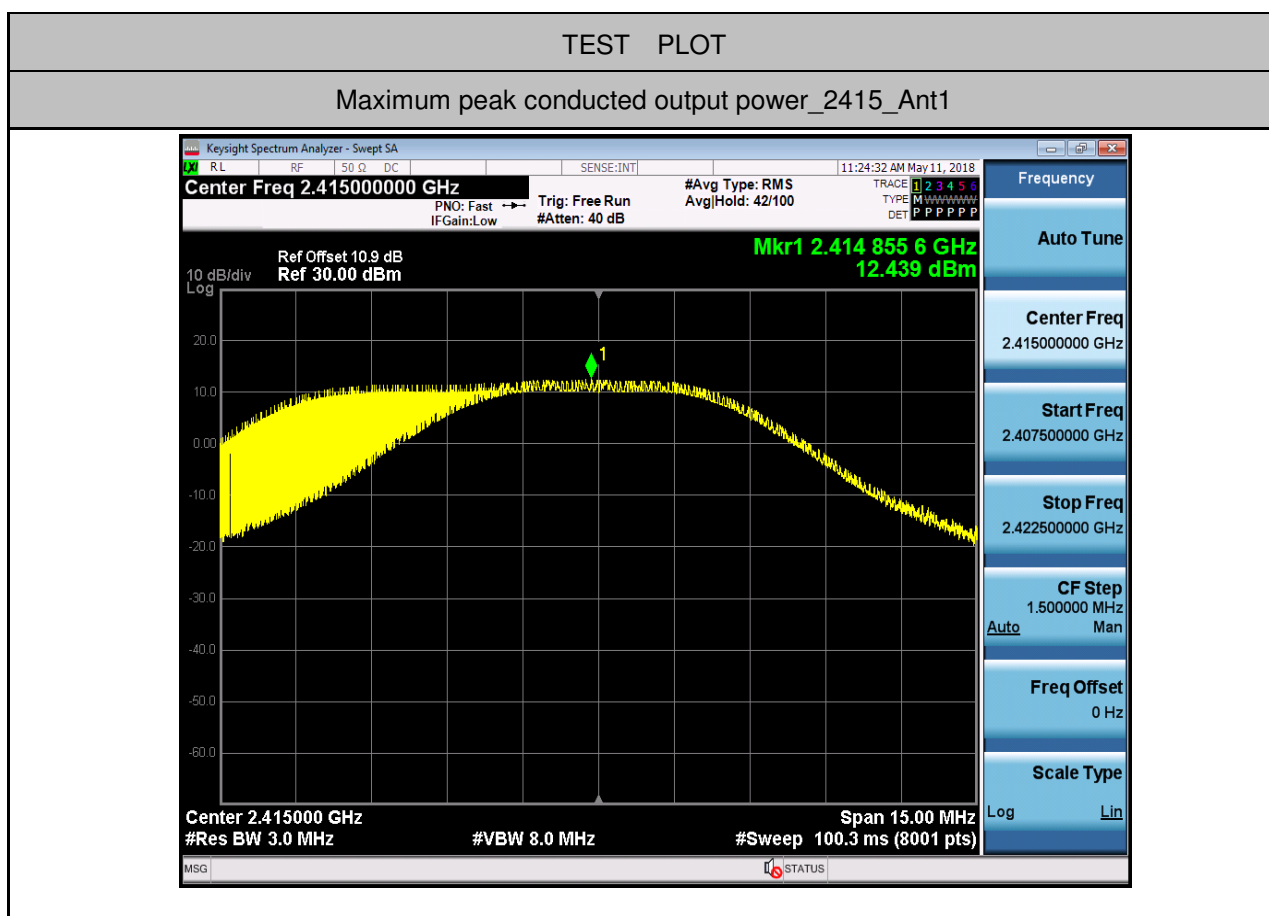 TEST PLOT
Maximum peak conducted output power_2415_Ant1
Keysight Spectrum Analyzer - Swept SA
LXI RL RF 50 Ω DC SENSE:INT 11:24:32 AM May 11, 2018
Center Freq 2.415000000 GHz
PNO: Fast
IFGain:Low
Trig: Free Run
#Atten: 40 dB
#Avg Type: RMS
Avg|Hold: 42/100
TRACE 1 2 3 4 5 6
TYPE M W W W W W
DET P P P P P P
Mkr1 2.414 855 6 GHz
12.439 dBm
Ref Offset 10.9 dB
10 dB/div Ref 30.00 dBm
Log
20.0
10.0
0.00
-10.0
-20.0
-30.0
-40.0
-50.0
-60.0
1
Center 2.415000 GHz Span 15.00 MHz
#Res BW 3.0 MHz #VBW 8.0 MHz #Sweep 100.3 ms (8001 pts)
MSG STATUS
Frequency
Auto Tune
Center Freq
2.415000000 GHz
Start Freq
2.407500000 GHz
Stop Freq
2.422500000 GHz
CF Step
1.500000 MHz
Auto Man
Freq Offset
0 Hz
Scale Type
Log Lin